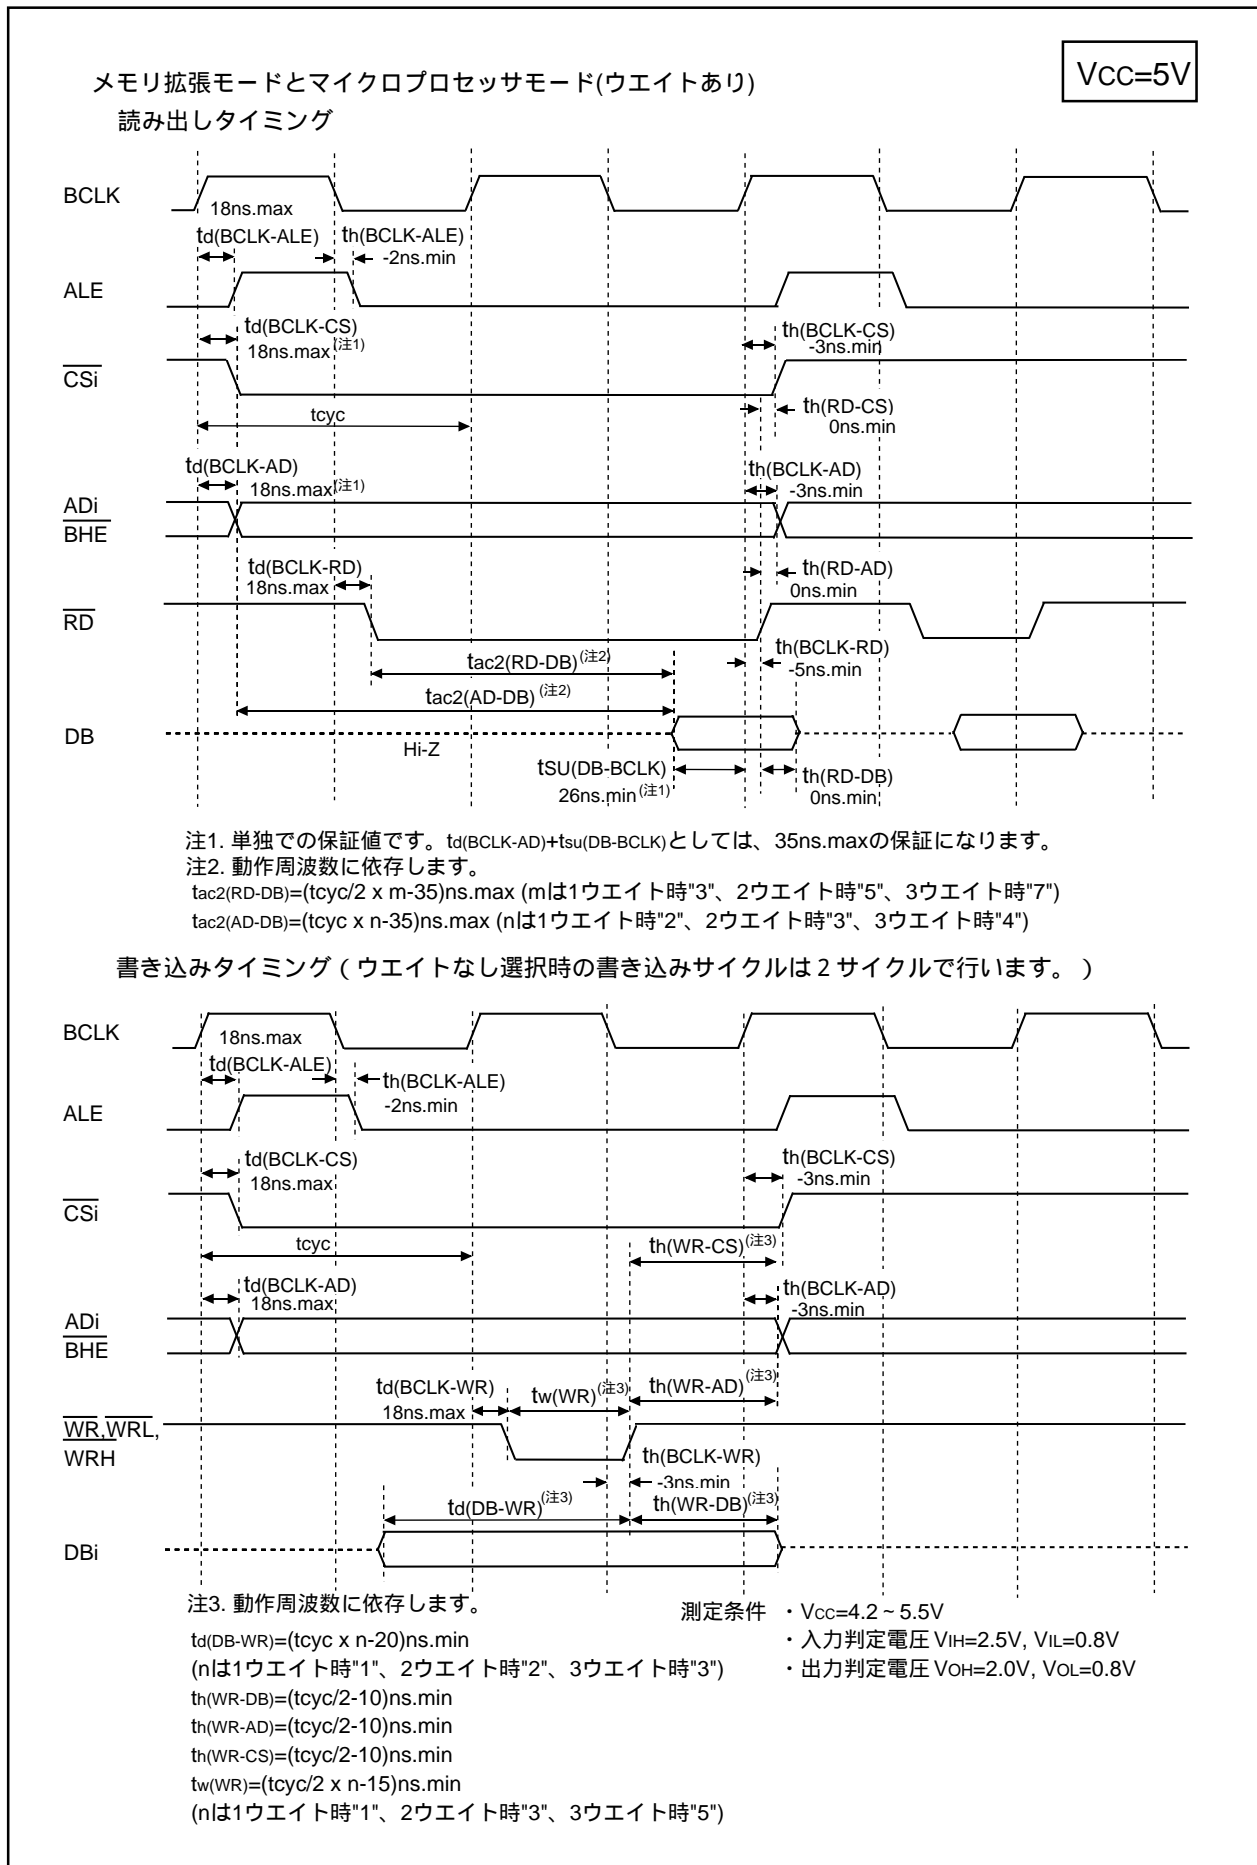 VCC=5V
メモリ拡張モードとマイクロプロセッサモード(ウエイトあり)
読み出しタイミング
BCLK
18ns.max
td(BCLK-ALE)
th(BCLK-ALE)
-2ns.min
ALE
td(BCLK-CS)
18ns.max(注1)
th(BCLK-CS)
-3ns.min
CSi
tcyc
th(RD-CS)
0ns.min
td(BCLK-AD)
18ns.max(注1)
th(BCLK-AD)
-3ns.min
ADi
BHE
td(BCLK-RD)
18ns.max
th(RD-AD)
0ns.min
RD
th(BCLK-RD)
-5ns.min
tac2(RD-DB)(注2)
tac2(AD-DB)(注2)
DB
Hi-Z
tSU(DB-BCLK)
26ns.min(注1)
th(RD-DB)
0ns.min
注1. 単独での保証値です。td(BCLK-AD)+tsu(DB-BCLK)としては、35ns.maxの保証になります。
注2. 動作周波数に依存します。
tac2(RD-DB)=(tcyc/2 x m-35)ns.max (mは1ウエイト時"3"、2ウエイト時"5"、3ウエイト時"7")
tac2(AD-DB)=(tcyc x n-35)ns.max (nは1ウエイト時"2"、2ウエイト時"3"、3ウエイト時"4")
書き込みタイミング(ウエイトなし選択時の書き込みサイクルは2サイクルで行います。)
BCLK
18ns.max
td(BCLK-ALE)
th(BCLK-ALE)
-2ns.min
ALE
td(BCLK-CS)
18ns.max
th(BCLK-CS)
-3ns.min
CSi
tcyc
th(WR-CS)(注3)
td(BCLK-AD)
18ns.max
th(BCLK-AD)
-3ns.min
ADi
BHE
td(BCLK-WR)
18ns.max
tw(WR)(注3)
th(WR-AD)(注3)
WR,WRL,
WRH
th(BCLK-WR)
-3ns.min
td(DB-WR)(注3)
th(WR-DB)(注3)
DBi
注3. 動作周波数に依存します。
td(DB-WR)=(tcyc x n-20)ns.min
(nは1ウエイト時"1"、2ウエイト時"2"、3ウエイト時"3")
th(WR-DB)=(tcyc/2-10)ns.min
th(WR-AD)=(tcyc/2-10)ns.min
th(WR-CS)=(tcyc/2-10)ns.min
tw(WR)=(tcyc/2 x n-15)ns.min
(nは1ウエイト時"1"、2ウエイト時"3"、3ウエイト時"5")
測定条件 ・VCC=4.2～5.5V
・入力判定電圧 VIH=2.5V, VIL=0.8V
・出力判定電圧 VOH=2.0V, VOL=0.8V